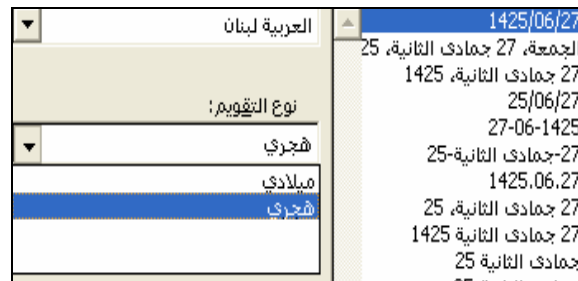 1425/06/27
الجمعة، 27 جمادى الثانية، 25
27 جمادى الثانية، 1425
25/06/27
27-06-1425
27-جمادى الثانية-25
1425.06.27
27 جمادى الثانية، 25
27 جمادى الثانية 1425
جمادى الثانية 25
العربية لبنان
نوع التقويم:
هجري
ميلادي
هجري